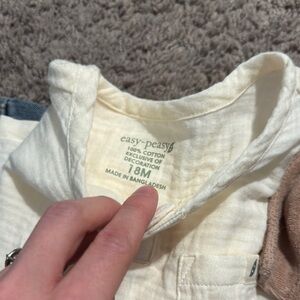 easy-peasy
100% COTTON
EXCLUSIVE OF
DECORATION
18M
MADE IN BANGLADESH